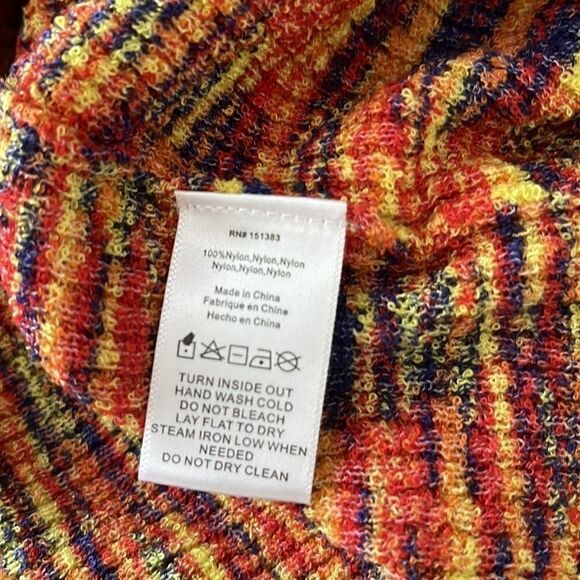 RN# 151383
100%Nylon,Nylon,Nylon
Nylon,Nylon,Nylon
Made in China
Fabrique en Chine
Hecho en China
TURN INSIDE OUT
HAND WASH COLD
DO NOT BLEACH
LAY FLAT TO DRY
STEAM IRON LOW WHEN
NEEDED
DO NOT DRY CLEAN